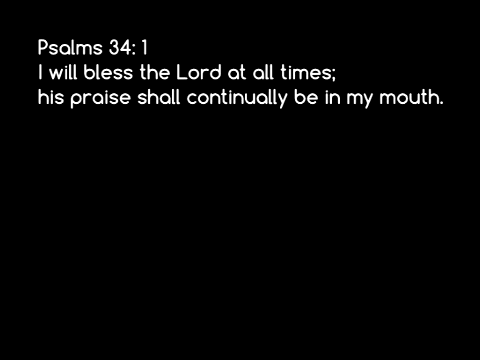 Psalms 34: 1
I will bless the Lord at all times;
his praise shall continually be in my mouth.